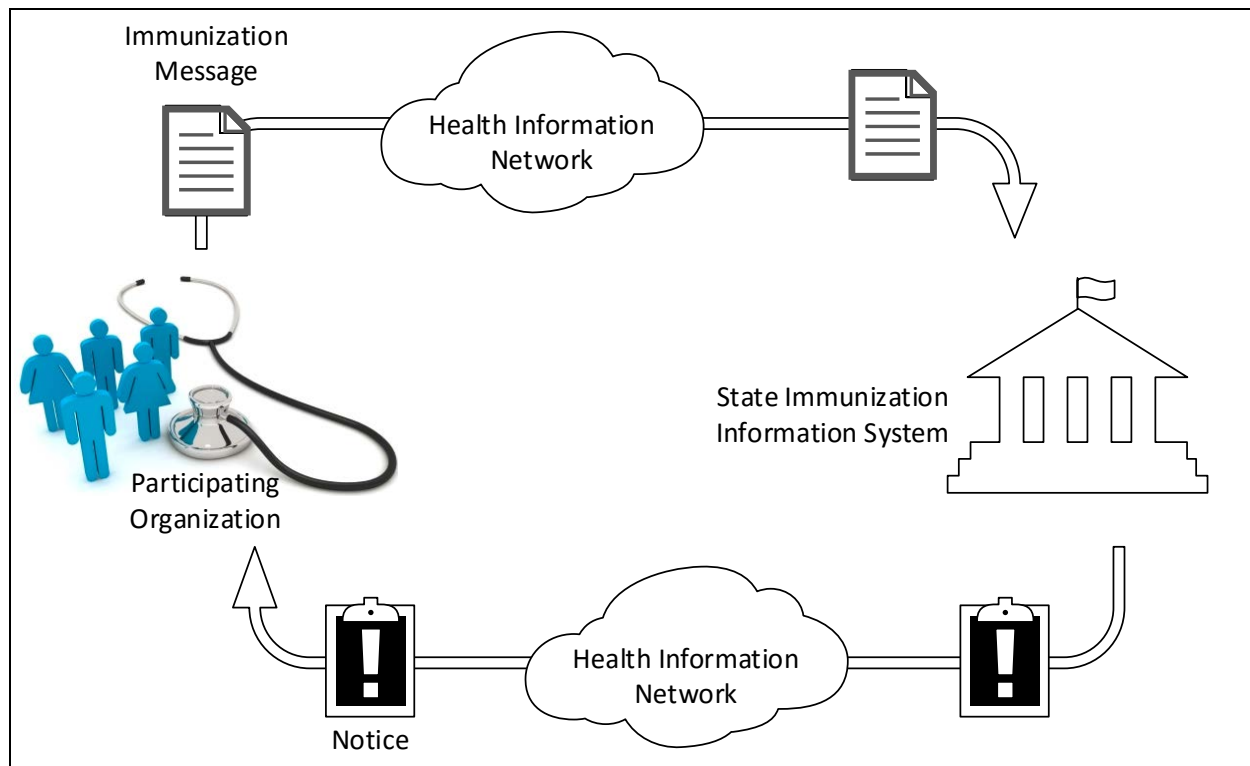 Immunization
Message
Health Information
Network
State Immunization
Information System
Participating
Organization
Health Information
Network
Notice